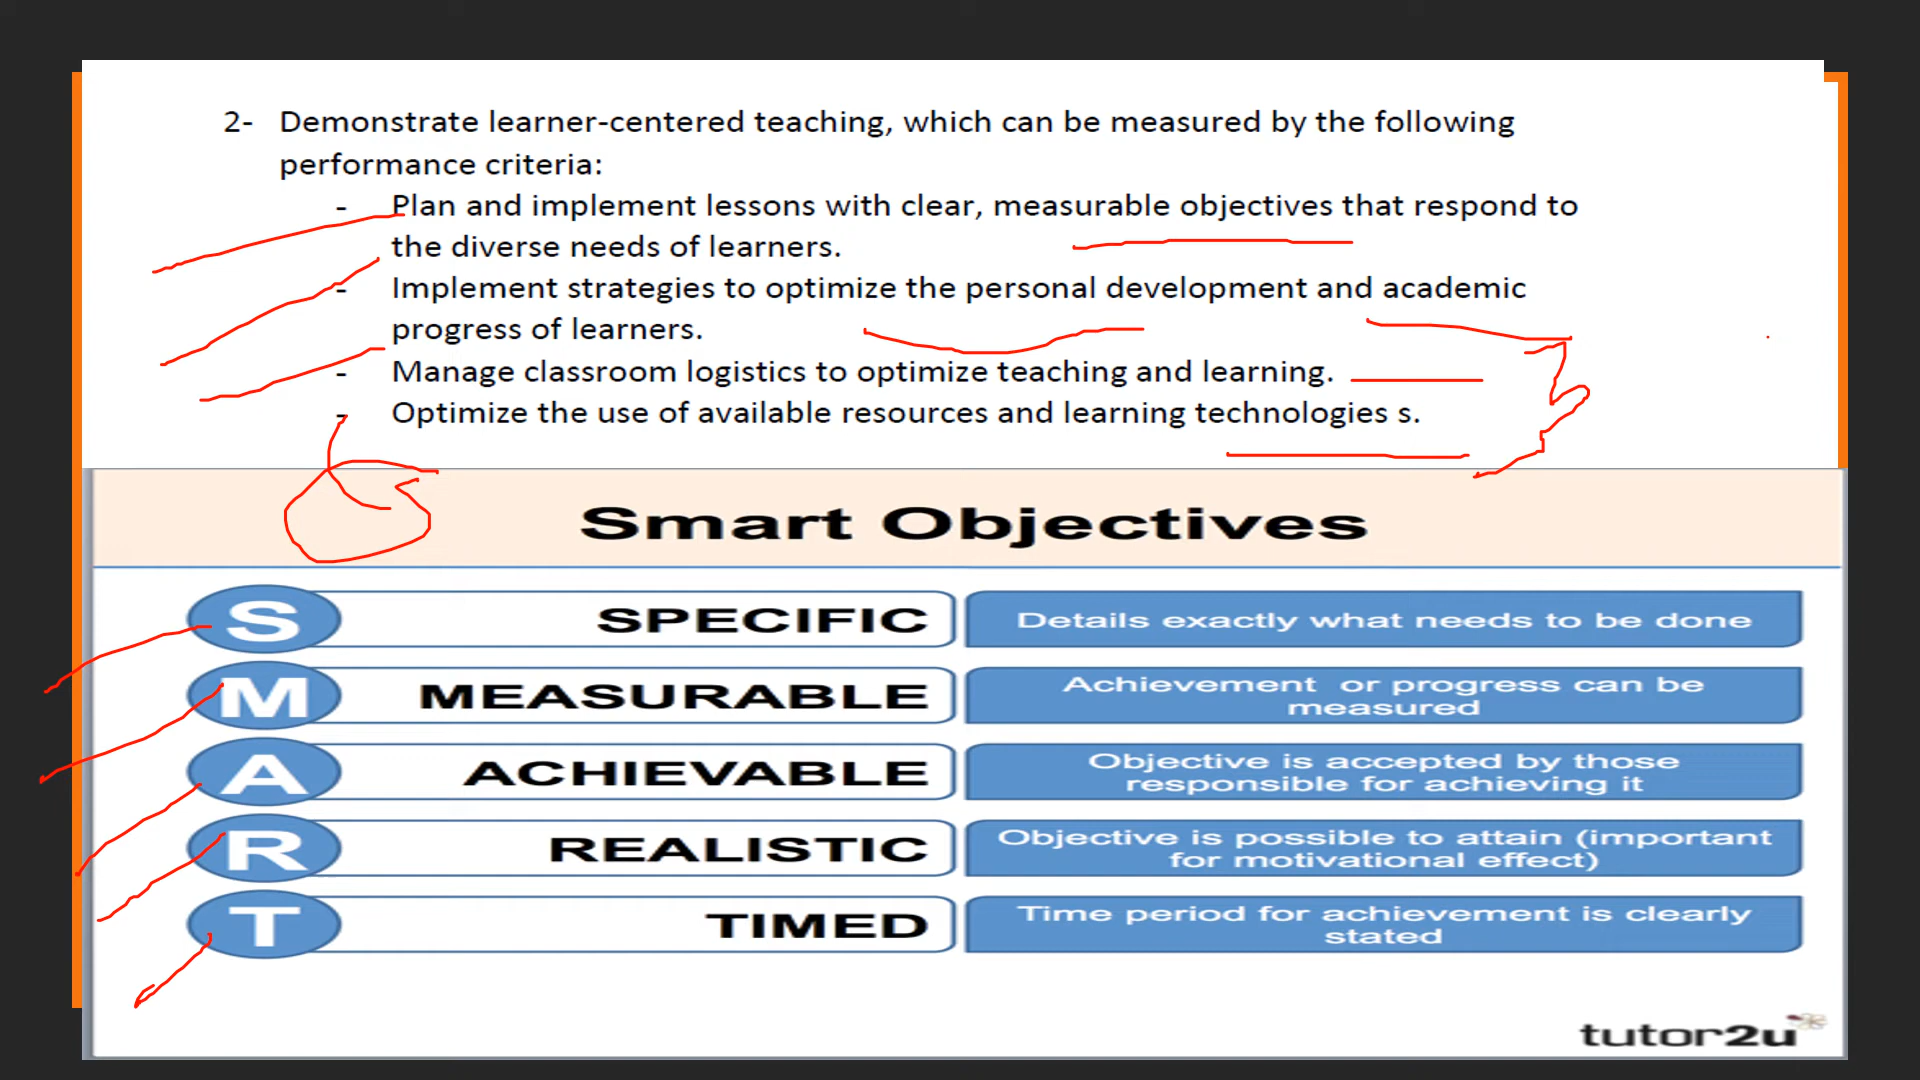 2- Demonstrate learner-centered teaching, which can be measured by the following
performance criteria:
- Plan and implement lessons with clear, measurable objectives that respond to
the diverse needs of learners.
- Implement strategies to optimize the personal development and academic
progress of learners.
- Manage classroom logistics to optimize teaching and learning.
- Optimize the use of available resources and learning technologies s.
Smart Objectives
S SPECIFIC Details exactly what needs to be done
M MEASURABLE Achievement or progress can be
measured
A ACHIEVABLE Objective is accepted by those
responsible for achieving it
R REALISTIC Objective is possible to attain (important
for motivational effect)
T TIMED Time period for achievement is clearly
stated
tutor2u